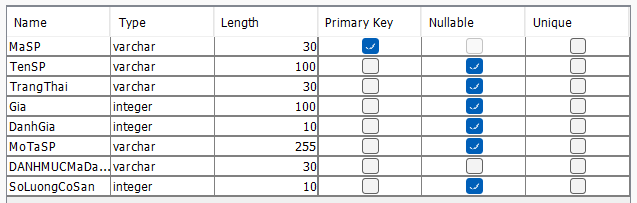 Name Type Length Primary Key Nullable Unique
MaSP varchar 30
TenSP varchar 100
TrangThai varchar 30
Gia integer 100
DanhGia integer 10
MoTaSP varchar 255
DANHMUCMaDa... varchar 30
SoLuongCoSan integer 10